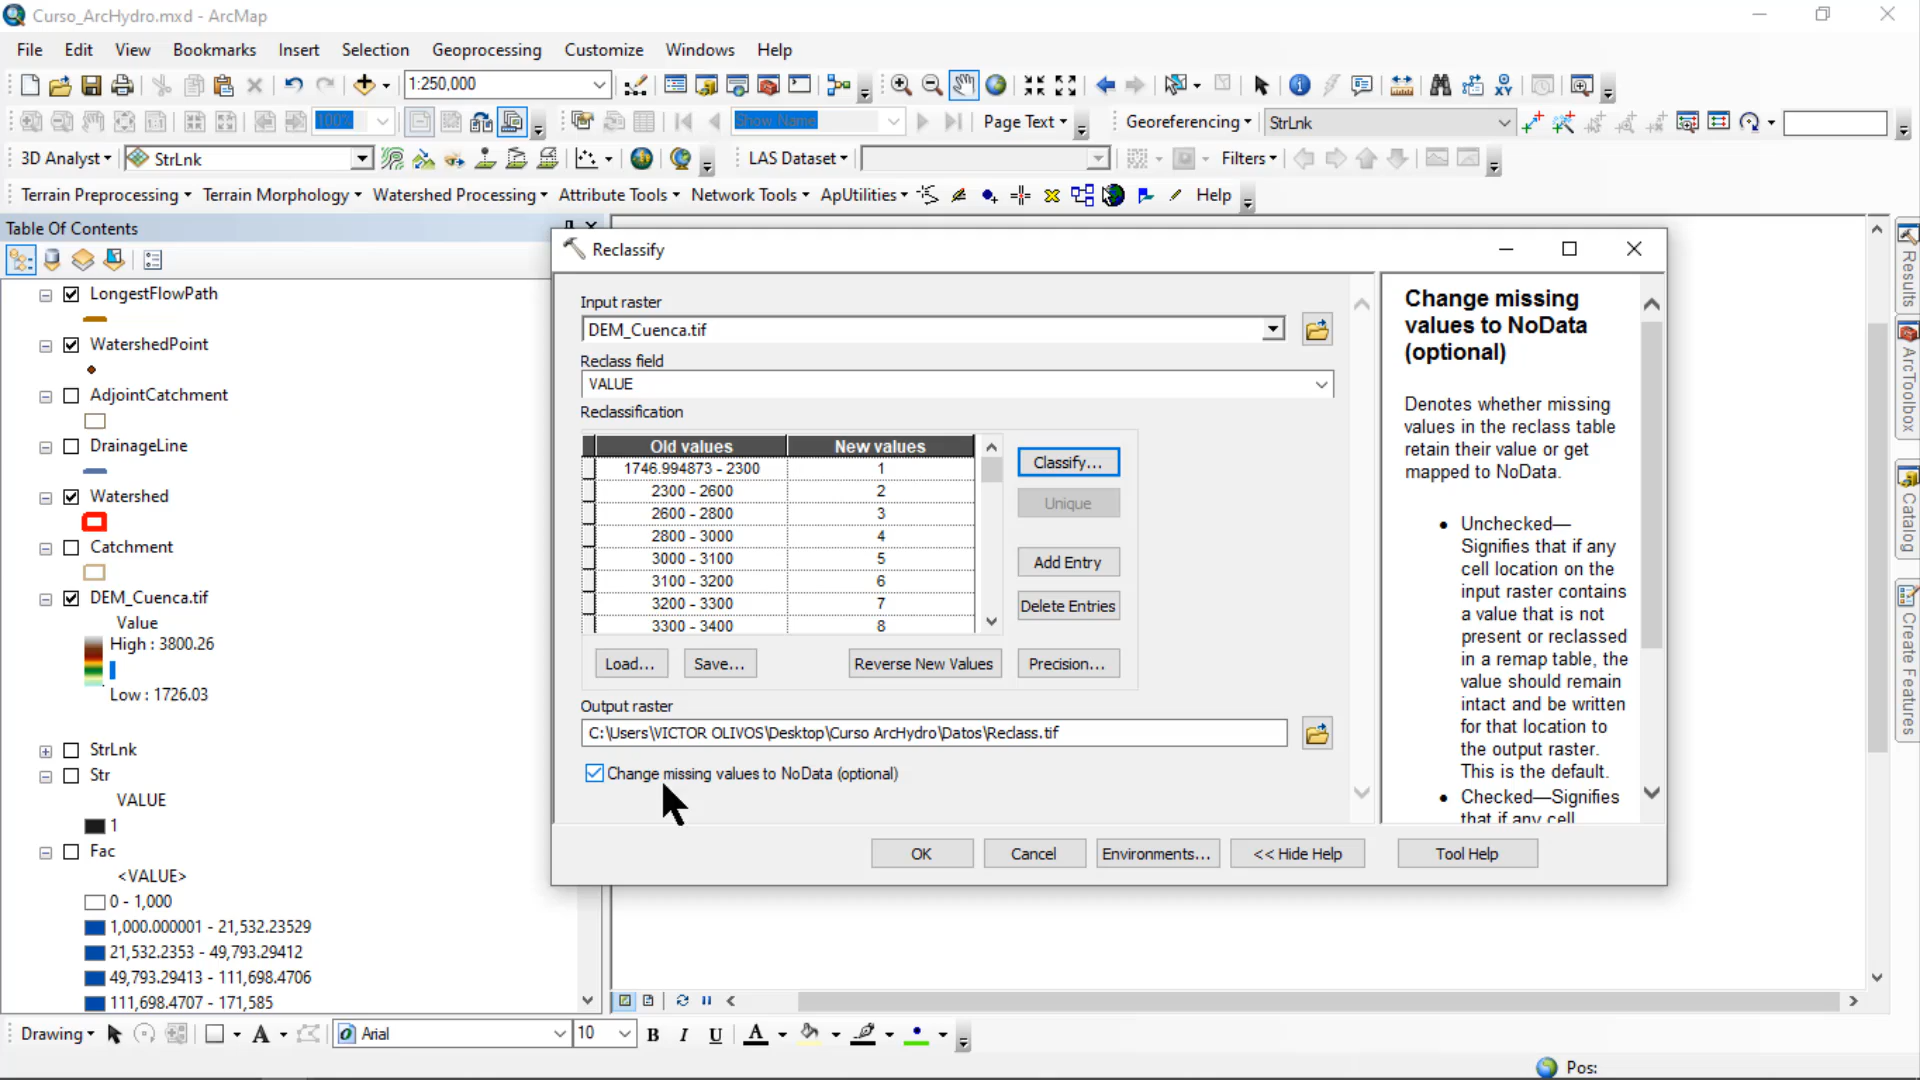 Curso_ArcHydro.mxd - ArcMap
File Edit View Bookmarks Insert Selection Geoprocessing Customize Windows Help
1:250,000
100% Show Name Page Text Georeferencing StrLnk
3D Analyst StrLnk LAS Dataset Filters
Terrain Preprocessing Terrain Morphology Watershed Processing Attribute Tools Network Tools ApUtilities Help
Table Of Contents
LongestFlowPath
WatershedPoint
AdjointCatchment
DrainageLine
Watershed
Catchment
DEM_Cuenca.tif
Value
High : 3800.26
Low : 1726.03
StrLnk
Str
VALUE
1
Fac
<VALUE>
0 - 1,000
1,000.000001 - 21,532.23529
21,532.2353 - 49,793.29412
49,793.29413 - 111,698.4706
111,698.4707 - 171,585
Reclassify
Input raster
DEM_Cuenca.tif
Reclass field
VALUE
Reclassification
Old values New values
1746.994873 - 2300 1
2300 - 2600 2
2600 - 2800 3
2800 - 3000 4
3000 - 3100 5
3100 - 3200 6
3200 - 3300 7
3300 - 3400 8
Classify...
Unique
Add Entry
Delete Entries
Load... Save... Reverse New Values Precision...
Output raster
C:\Users\VICTOR OLIVOS\Desktop\Curso ArcHydro\Datos\Reclass.tif
Change missing values to NoData (optional)
OK Cancel Environments... << Hide Help Tool Help
Change missing
values to NoData
(optional)
Denotes whether missing
values in the reclass table
retain their value or get
mapped to NoData.
• Unchecked—
Signifies that if any
cell location on the
input raster contains
a value that is not
present or reclassed
in a remap table, the
value should remain
intact and be written
for that location to
the output raster.
This is the default.
• Checked—Signifies
that if any cell
Results
ArcToolbox
Catalog
Create Features
Drawing A Arial 10 B I U A
Pos: